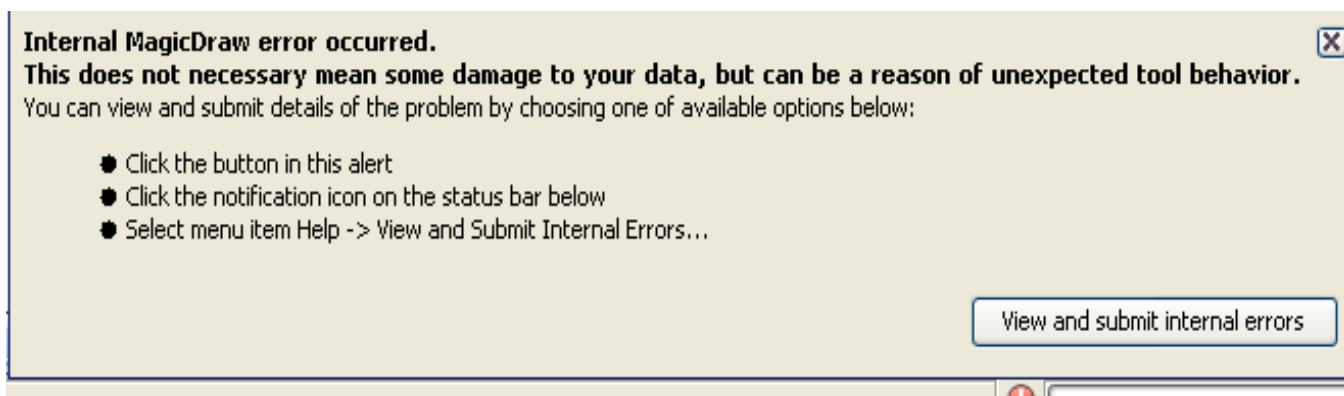 Internal MagicDraw error occurred.
This does not necessary mean some damage to your data, but can be a reason of unexpected tool behavior.
You can view and submit details of the problem by choosing one of available options below:
Click the button in this alert
Click the notification icon on the status bar below
Select menu item Help -> View and Submit Internal Errors...
View and submit internal errors